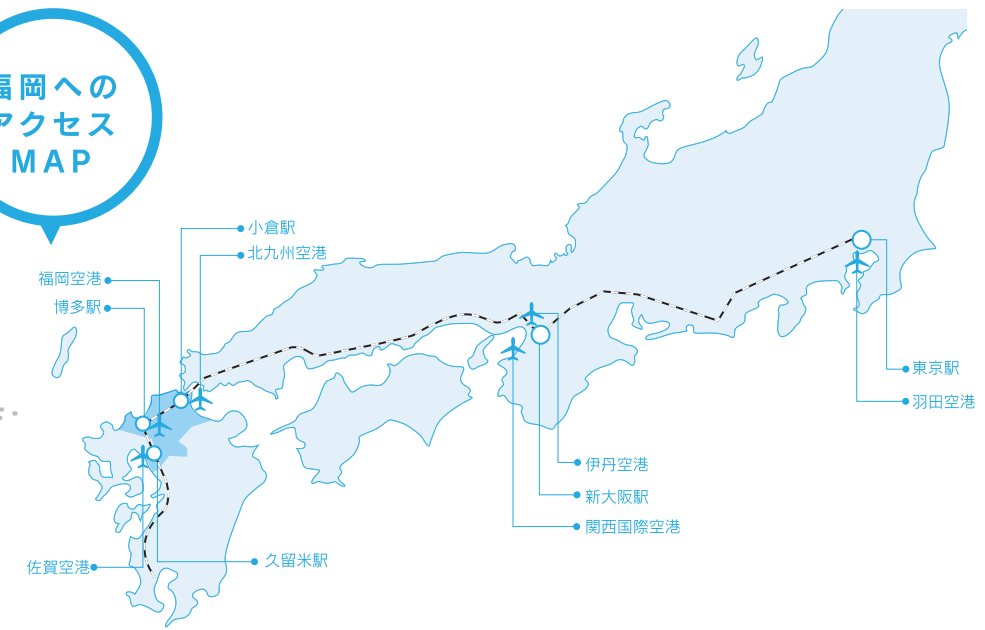 福岡への
アクセス
MAP
小倉駅
北九州空港
福岡空港
博多駅
東京駅
羽田空港
伊丹空港
新大阪駅
関西国際空港
久留米駅
佐賀空港